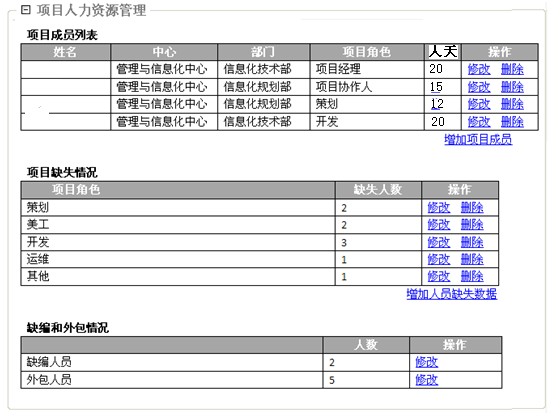 项目人力资源管理
项目成员列表
姓名 中心 部门 项目角色 人天 操作
管理与信息化中心 信息化技术部 项目经理 20 修改 删除
管理与信息化中心 信息化规划部 项目协作人 15 修改 删除
管理与信息化中心 信息化规划部 策划 12 修改 删除
管理与信息化中心 信息化技术部 开发 20 修改 删除
增加项目成员
项目缺失情况
项目角色 缺失人数 操作
策划 2 修改 删除
美工 2 修改 删除
开发 3 修改 删除
运维 1 修改 删除
其他 1 修改 删除
增加人员缺失数据
缺编和外包情况
人数 操作
缺编人员 2 修改
外包人员 5 修改